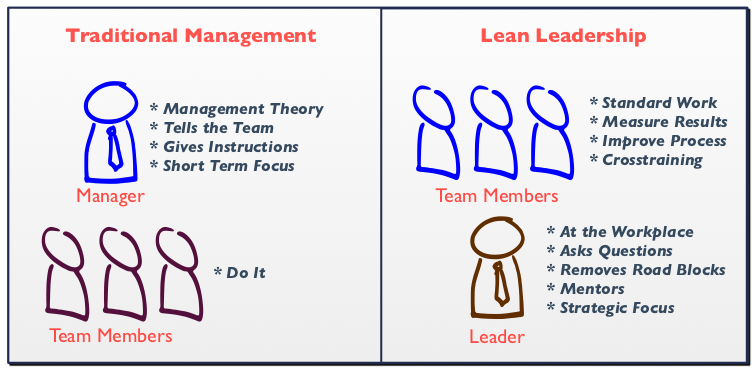 Traditional Management
* Management Theory
* Tells the Team
* Gives Instructions
* Short Term Focus
Manager
* Do It
Team Members
Lean Leadership
* Standard Work
* Measure Results
* Improve Process
* Crosstraining
Team Members
* At the Workplace
* Asks Questions
* Removes Road Blocks
* Mentors
* Strategic Focus
Leader